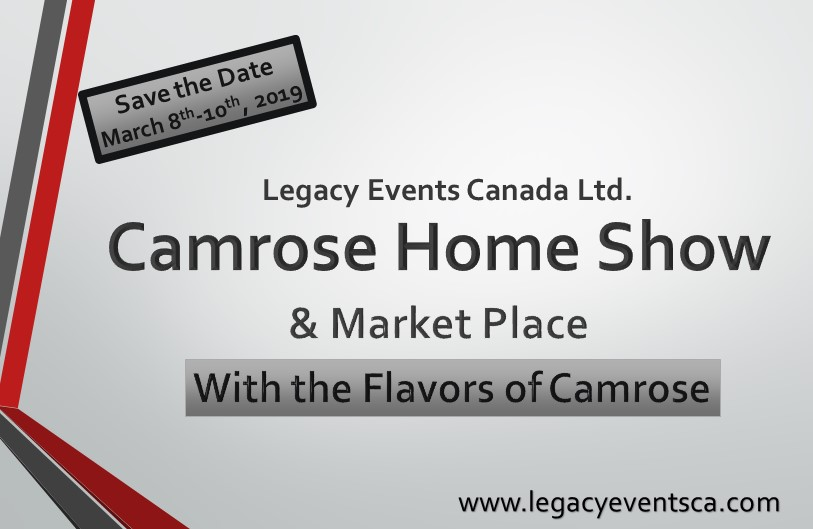 Save the Date
March 8th-10th, 2019
Legacy Events Canada Ltd.
Camrose Home Show
& Market Place
With the Flavors of Camrose
www.legacyeventsca.com